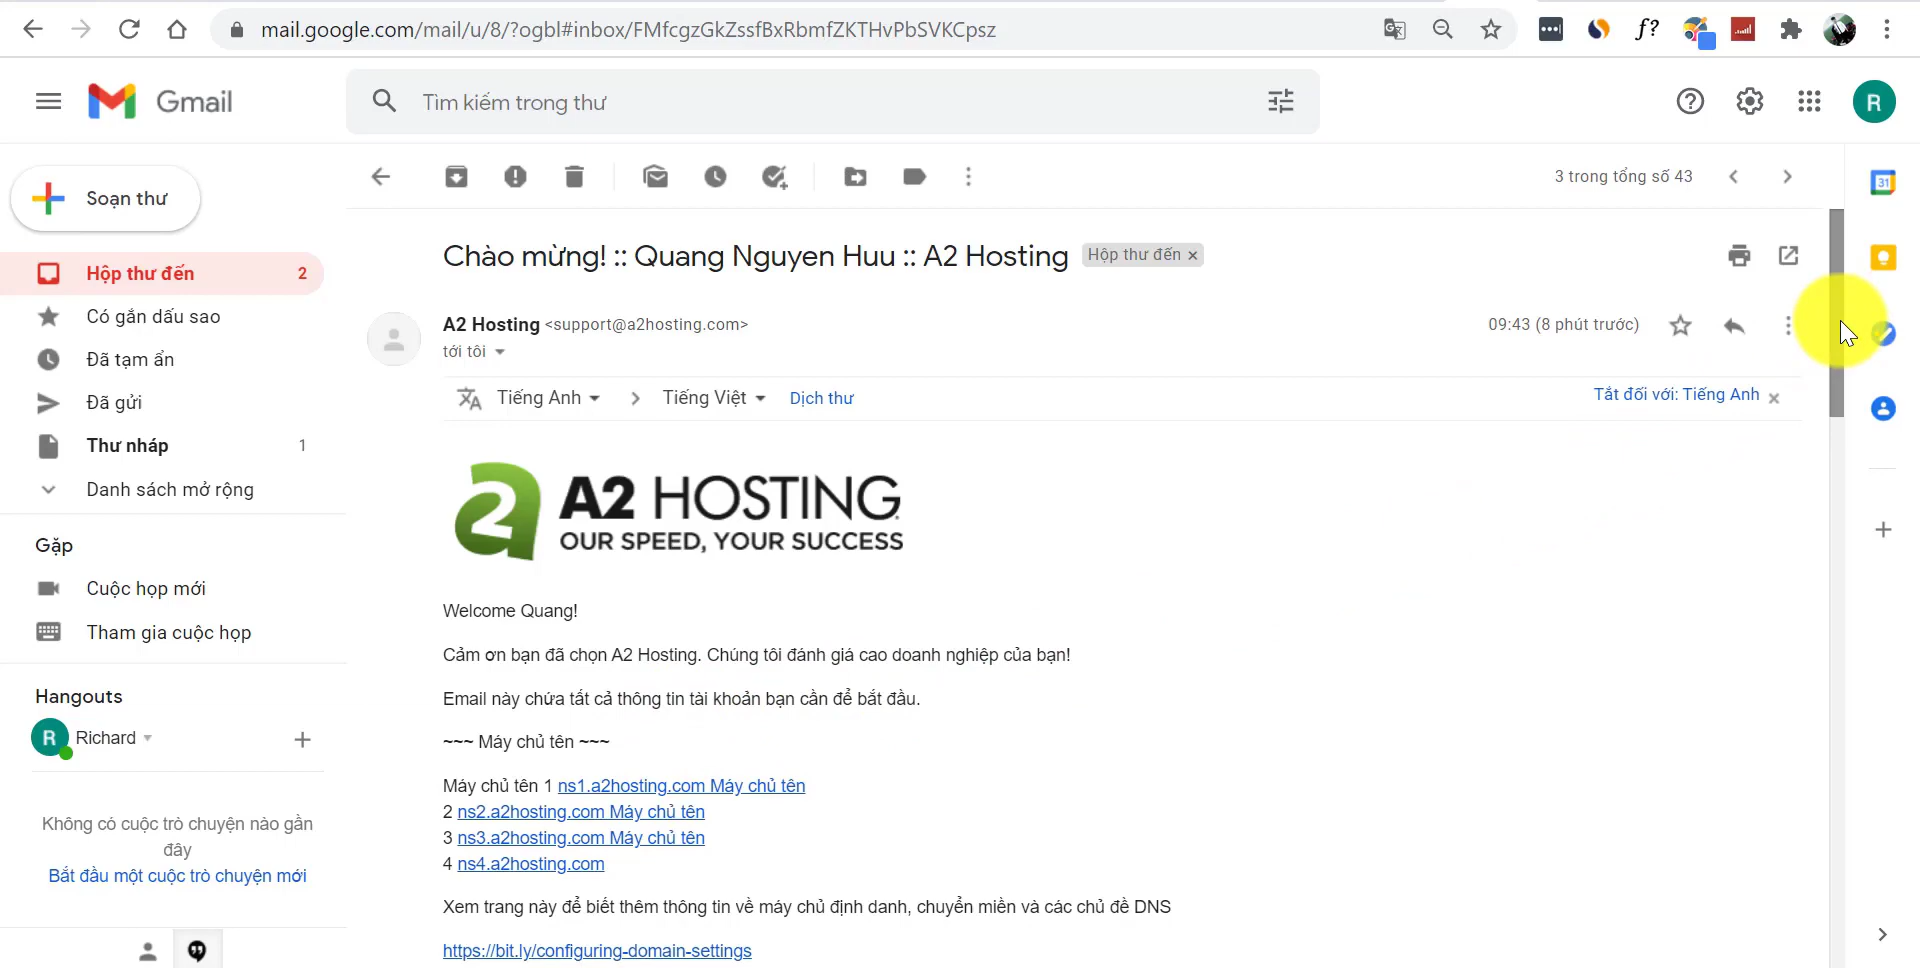 mail.google.com/mail/u/8/?ogbl#inbox/FMfcgzGkZssfBxRbmfZKTHvPbSVKCpsz
f?
Gmail
Tìm kiếm trong thư
R
Soạn thư
3 trong tổng số 43
31
Hộp thư đến 2
Có gắn dấu sao
Đã tạm ẩn
Đã gửi
Thư nháp 1
Danh sách mở rộng
Gặp
Cuộc họp mới
Tham gia cuộc họp
Hangouts
R Richard
Không có cuộc trò chuyện nào gần
đây
Bắt đầu một cuộc trò chuyện mới
Chào mừng! :: Quang Nguyen Huu :: A2 Hosting Hộp thư đến ×
A2 Hosting <support@a2hosting.com> 09:43 (8 phút trước)
tới tôi
Tiếng Anh > Tiếng Việt Dịch thư Tắt đối với: Tiếng Anh ×
a2 A2 HOSTING
OUR SPEED, YOUR SUCCESS
Welcome Quang!
Cảm ơn bạn đã chọn A2 Hosting. Chúng tôi đánh giá cao doanh nghiệp của bạn!
Email này chứa tất cả thông tin tài khoản bạn cần để bắt đầu.
~~~ Máy chủ tên ~~~
Máy chủ tên 1 ns1.a2hosting.com Máy chủ tên
2 ns2.a2hosting.com Máy chủ tên
3 ns3.a2hosting.com Máy chủ tên
4 ns4.a2hosting.com
Xem trang này để biết thêm thông tin về máy chủ định danh, chuyển miền và các chủ đề DNS
https://bit.ly/configuring-domain-settings